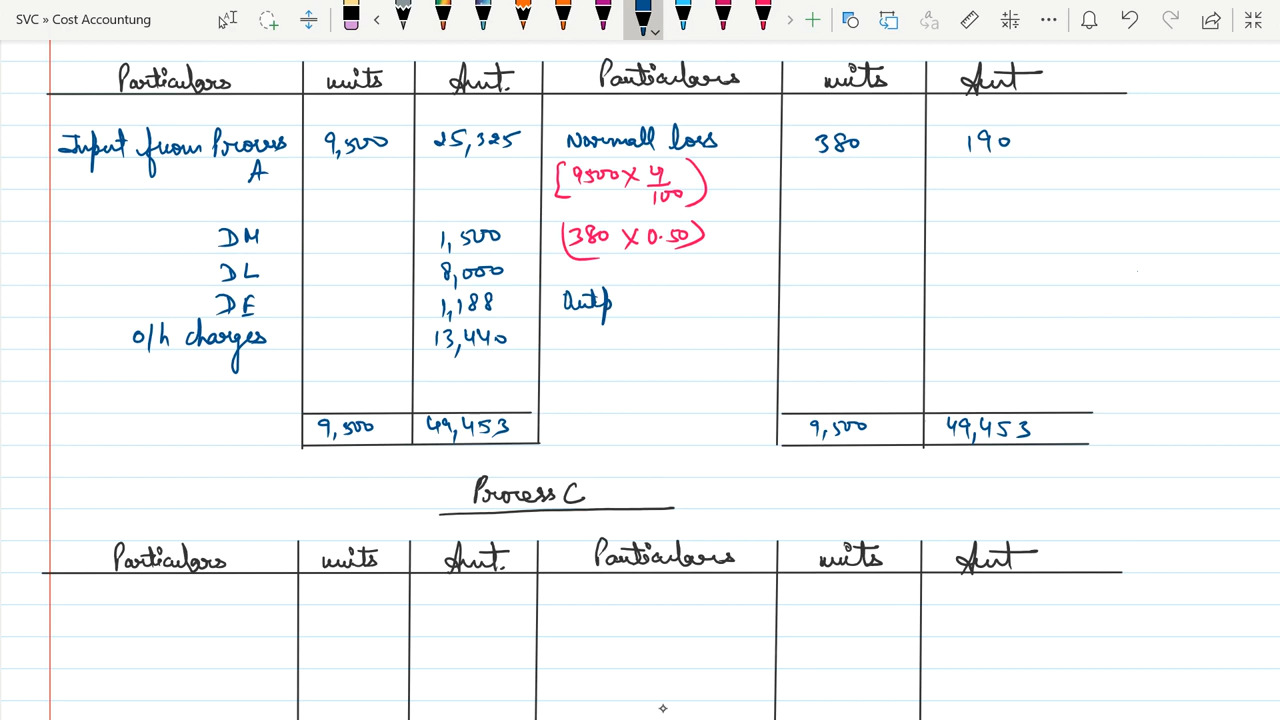 SVC » Cost Accountung
Particulars units Amt. Particulars units Amt
Input from Process A 9,500 25,325 Normall loss 380 190
[9500 × 4/100)
DM 1,500 (380 × 0.50)
DL 8,000
DE 1,188 Outp
o/h charges 13,440
9,500 49,453 9,500 49,453
Process C
Particulars units Amt. Particulars units Amt